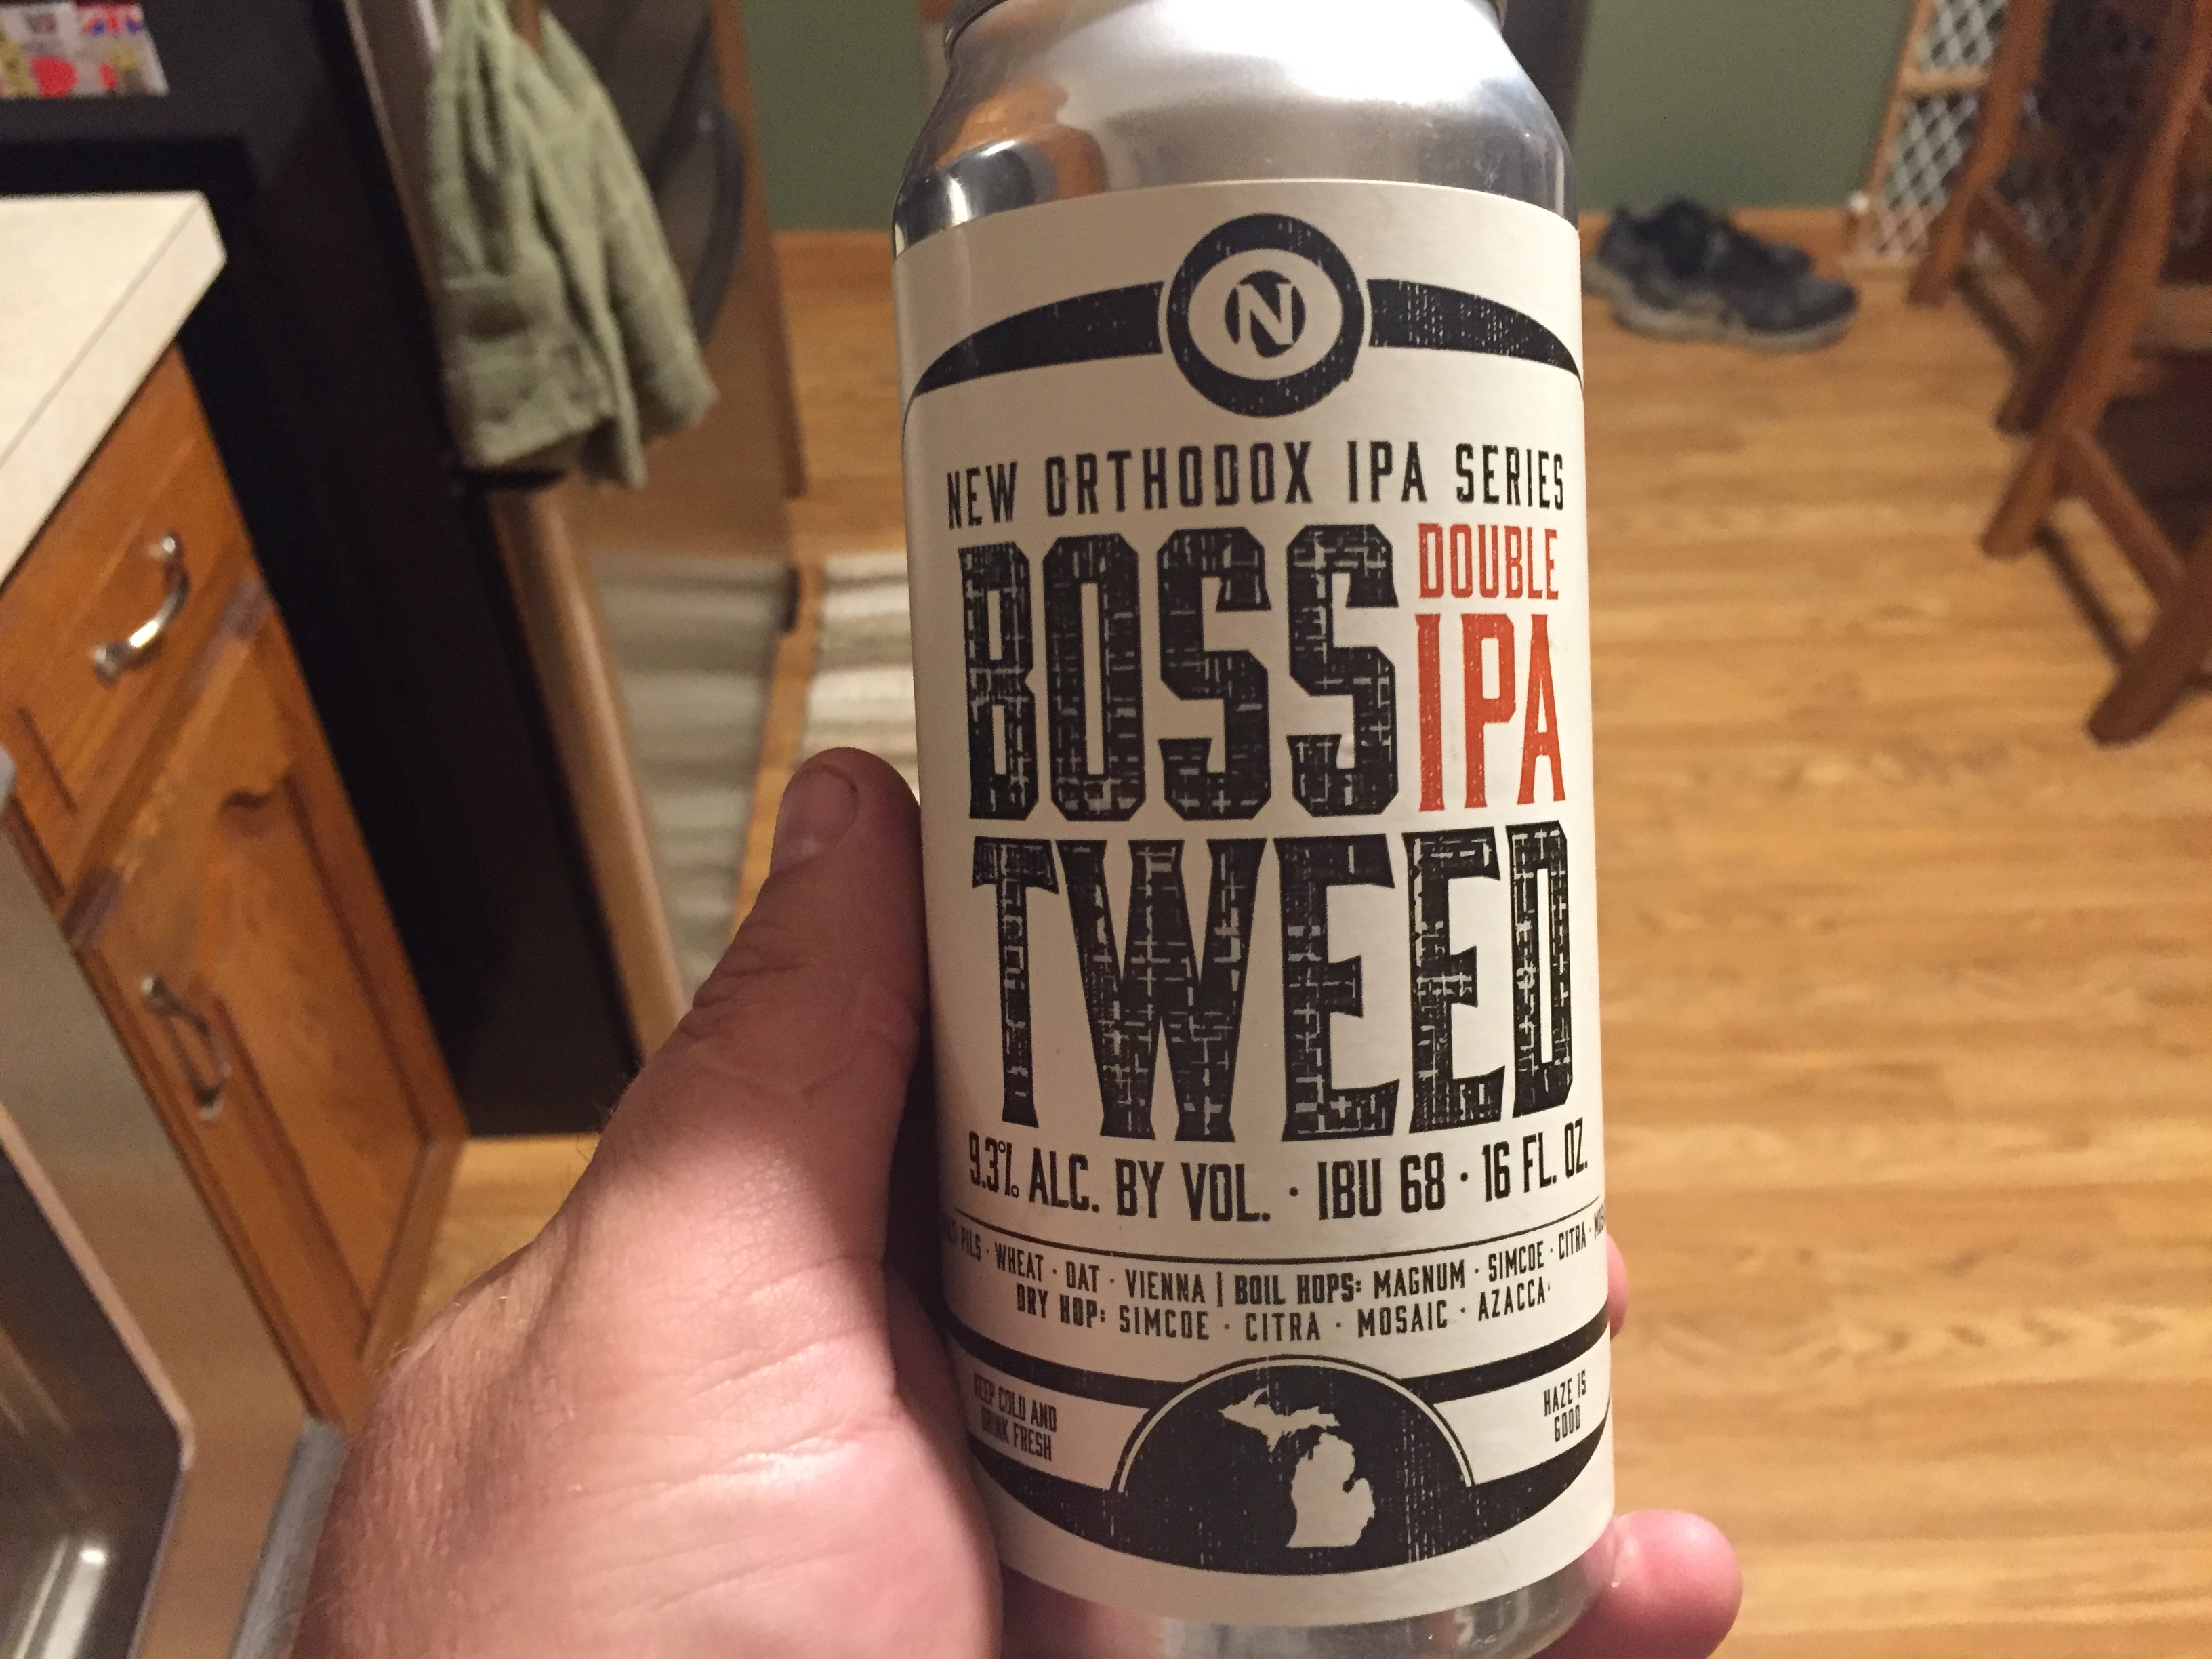 N
NEW ORTHODOX IPA SERIES
BOSS DOUBLE IPA
TWEED
9.3% ALC. BY VOL. · IBU 68 · 16 FL. OZ.
PILS · WHEAT · OAT · VIENNA | BOIL HOPS: MAGNUM · SIMCOE · CITRA ·
DRY HOP: SIMCOE · CITRA · MOSAIC · AZACCA·
KEEP COLD AND
DRINK FRESH
HAZE IS
GOOD